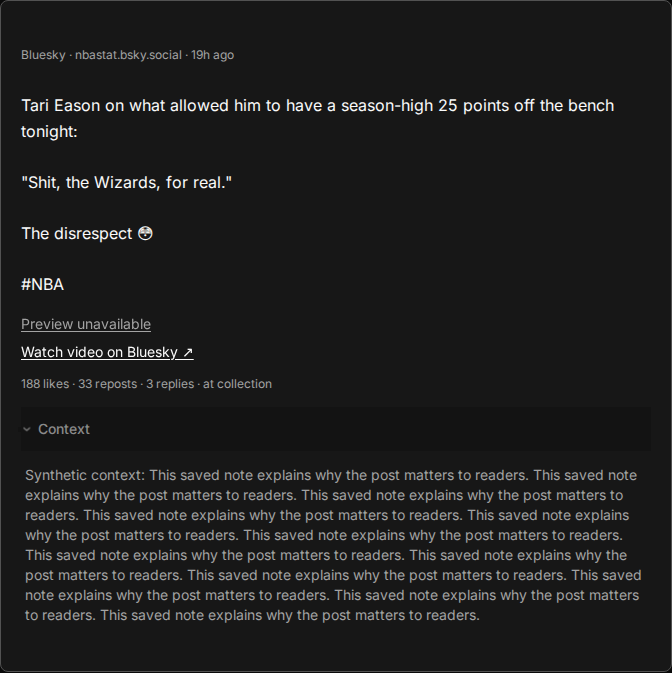 Bluesky · nbastat.bsky.social · 19h ago
Tari Eason on what allowed him to have a season-high 25 points off the bench
tonight:
"Shit, the Wizards, for real."
The disrespect 😳
#NBA
Preview unavailable
Watch video on Bluesky ↗
188 likes · 33 reposts · 3 replies · at collection
Context
Synthetic context: This saved note explains why the post matters to readers. This saved note
explains why the post matters to readers. This saved note explains why the post matters to
readers. This saved note explains why the post matters to readers. This saved note explains
why the post matters to readers. This saved note explains why the post matters to readers.
This saved note explains why the post matters to readers. This saved note explains why the
post matters to readers. This saved note explains why the post matters to readers. This saved
note explains why the post matters to readers. This saved note explains why the post matters
to readers. This saved note explains why the post matters to readers.